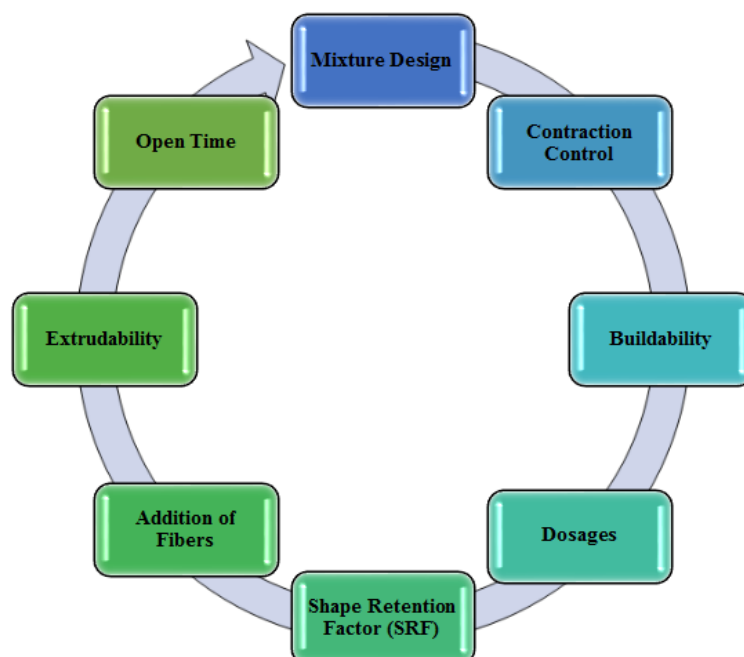 Mixture Design
Contraction
Control
Buildability
Dosages
Shape Retention
Factor (SRF)
Addition of
Fibers
Extrudability
Open Time